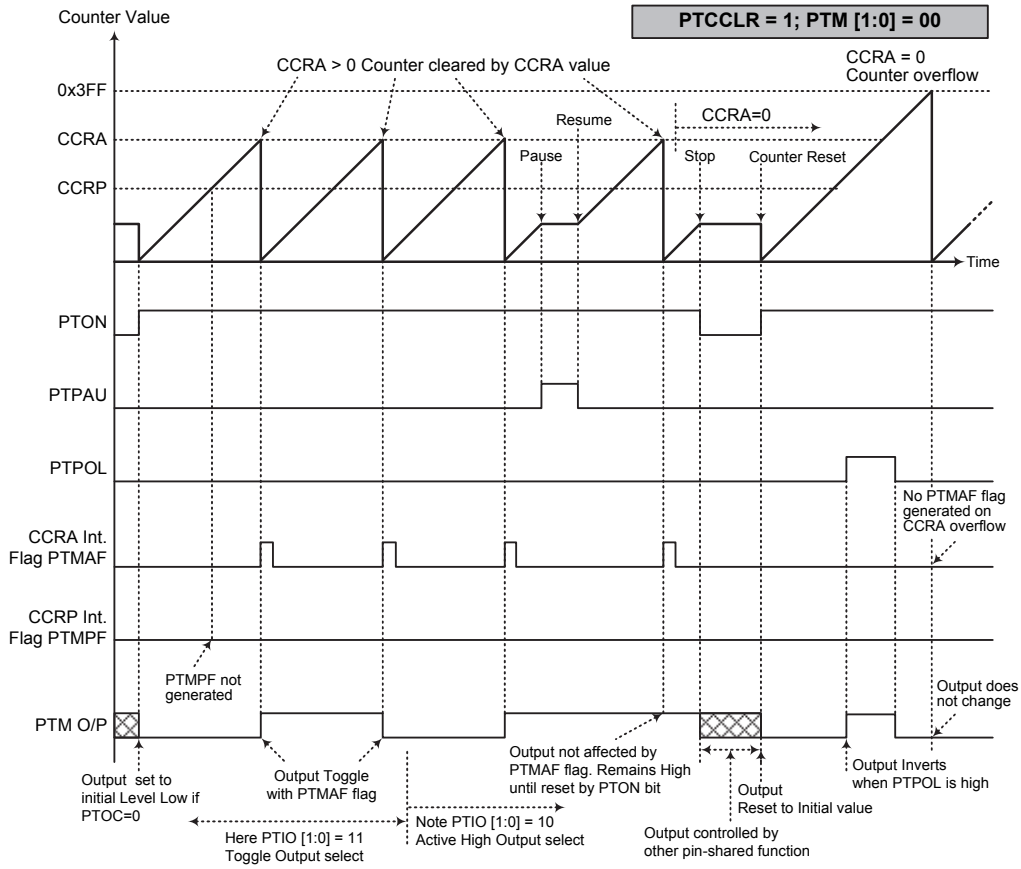 Counter Value
PTCCLR = 1; PTM [1:0] = 00
CCRA > 0 Counter cleared by CCRA value
CCRA = 0
Counter overflow
0x3FF
CCRA
CCRP
Resume
CCRA=0
Pause
Stop
Counter Reset
Time
PTON
PTPAU
PTPOL
No PTMAF flag
generated on
CCRA overflow
CCRA Int.
Flag PTMAF
CCRP Int.
Flag PTMPF
PTMPF not
generated
PTM O/P
Output does
not change
Output set to
initial Level Low if
PTOC=0
Output Toggle
with PTMAF flag
Output not affected by
PTMAF flag. Remains High
until reset by PTON bit
Output
Reset to Initial value
Output Inverts
when PTPOL is high
Here PTIO [1:0] = 11
Toggle Output select
Note PTIO [1:0] = 10
Active High Output select
Output controlled by
other pin-shared function